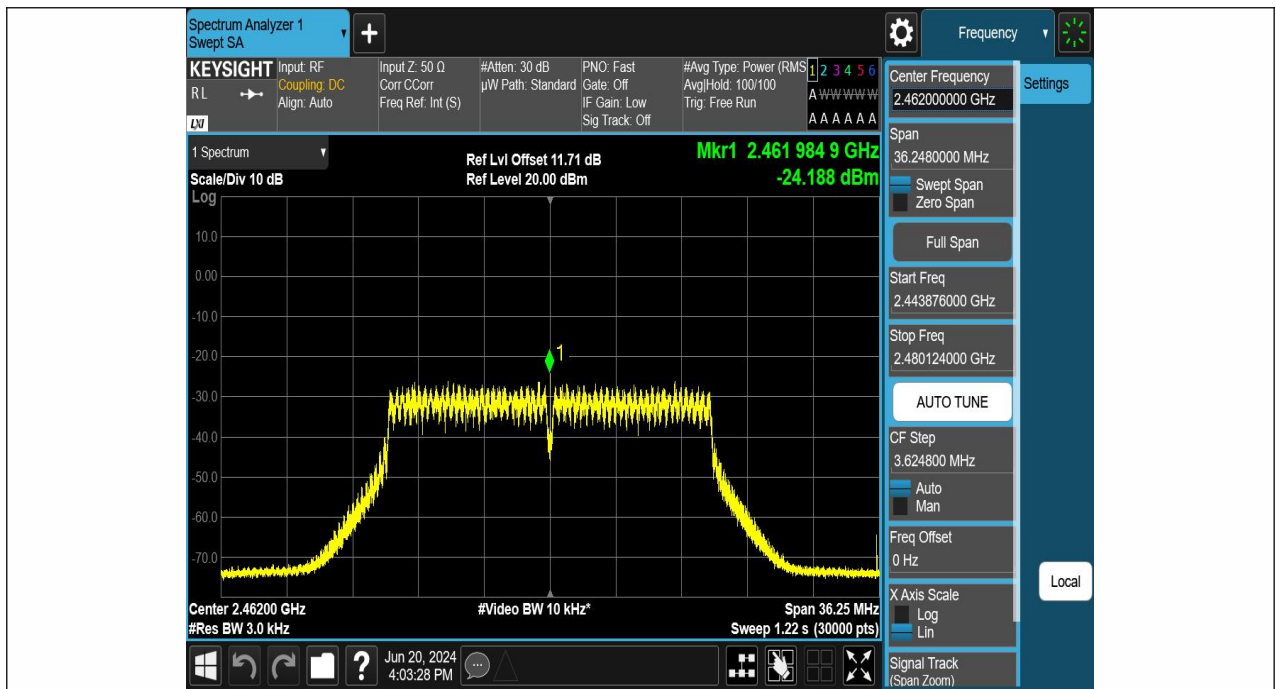 Spectrum Analyzer 1
Swept SA
+
Frequency
KEYSIGHT
R L
LXI
Input: RF
Coupling: DC
Align: Auto
Input Z: 50 Ω
Corr CCorr
Freq Ref: Int (S)
#Atten: 30 dB
µW Path: Standard
PNO: Fast
Gate: Off
IF Gain: Low
Sig Track: Off
#Avg Type: Power (RMS
Avg|Hold: 100/100
Trig: Free Run
1 2 3 4 5 6
A W W W W W
A A A A A A
1 Spectrum
Scale/Div 10 dB
Log
Ref Lvl Offset 11.71 dB
Ref Level 20.00 dBm
Mkr1 2.461 984 9 GHz
-24.188 dBm
10.0
0.00
-10.0
-20.0
-30.0
-40.0
-50.0
-60.0
-70.0
1
Center 2.46200 GHz
#Res BW 3.0 kHz
#Video BW 10 kHz*
Span 36.25 MHz
Sweep 1.22 s (30000 pts)
Center Frequency
2.462000000 GHz
Span
36.2480000 MHz
Swept Span
Zero Span
Full Span
Start Freq
2.443876000 GHz
Stop Freq
2.480124000 GHz
AUTO TUNE
CF Step
3.624800 MHz
Auto
Man
Freq Offset
0 Hz
X Axis Scale
Log
Lin
Signal Track
(Span Zoom)
Settings
Local
?
Jun 20, 2024
4:03:28 PM